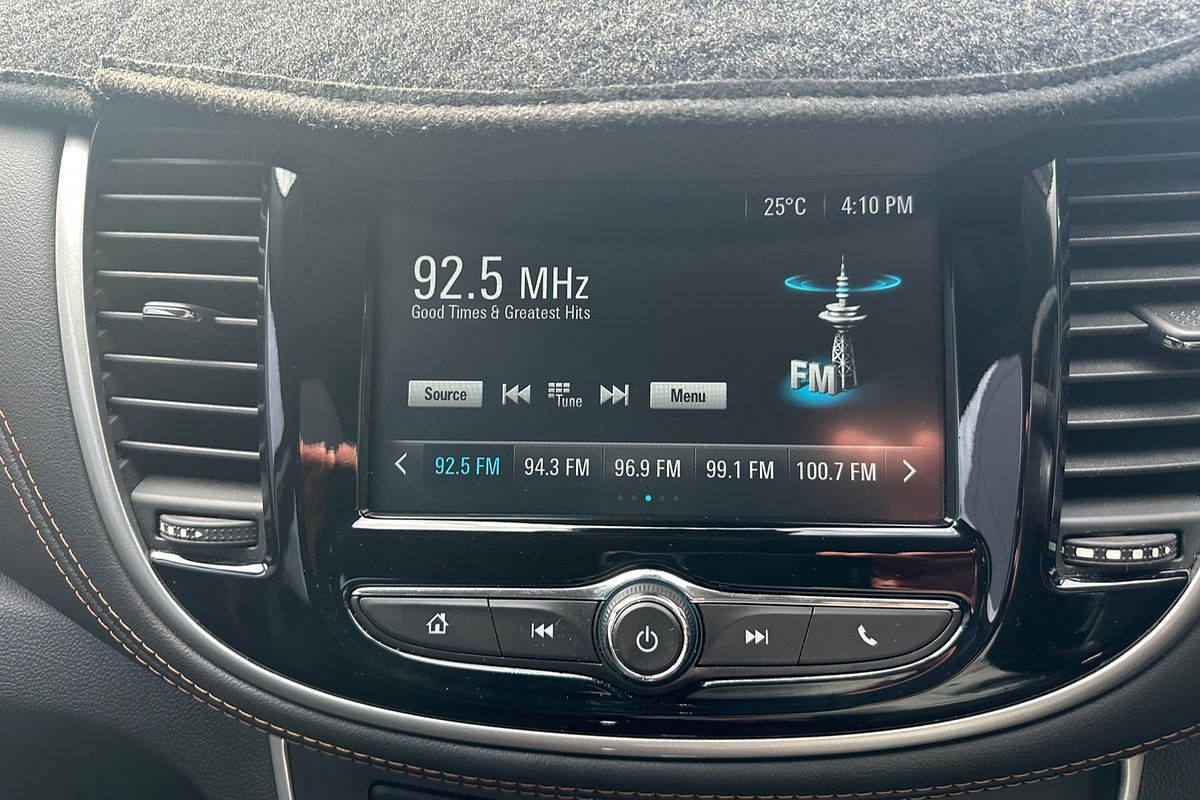 25°C 4:10 PM
92.5 MHz
Good Times & Greatest Hits
FM
Source Tune Menu
92.5 FM 94.3 FM 96.9 FM 99.1 FM 100.7 FM